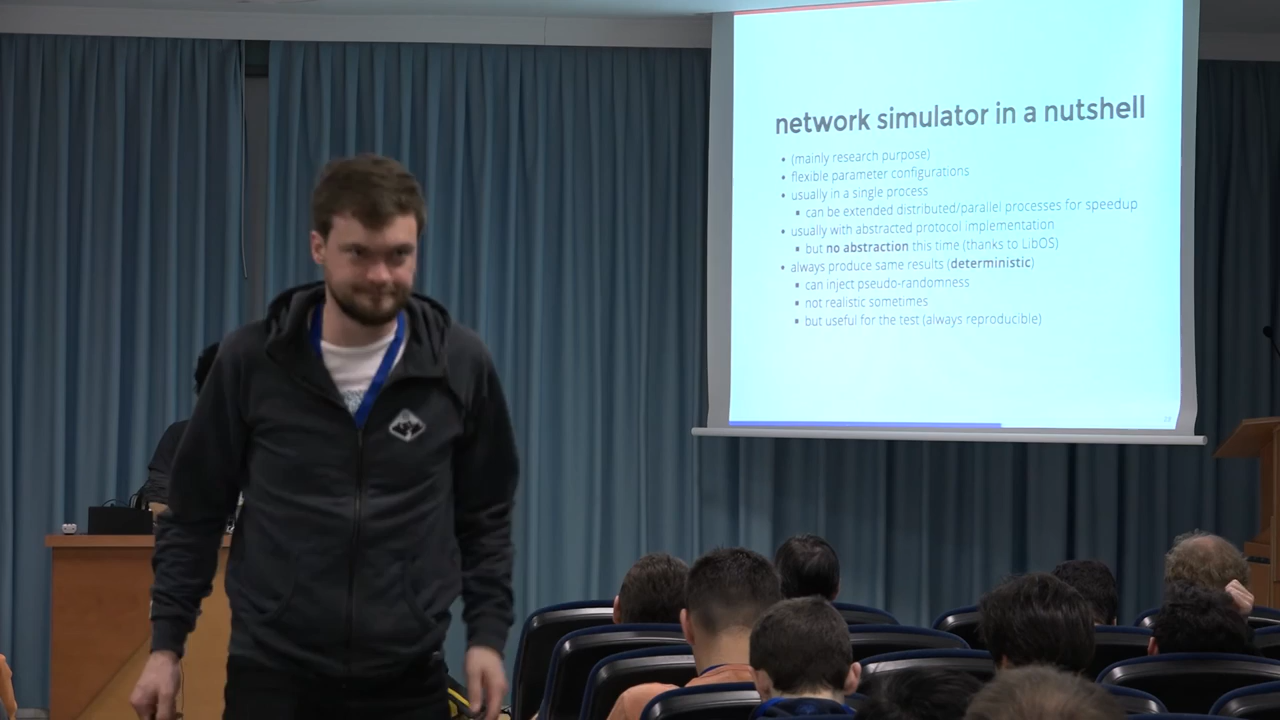 network simulator in a nutshell
• (mainly research purpose)
• flexible parameter configurations
• usually in a single process
▪ can be extended distributed/parallel processes for speedup
• usually with abstracted protocol implementation
▪ but no abstraction this time (thanks to LibOS)
• always produce same results (deterministic)
▪ can inject pseudo-randomness
▪ not realistic sometimes
▪ but useful for the test (always reproducible)